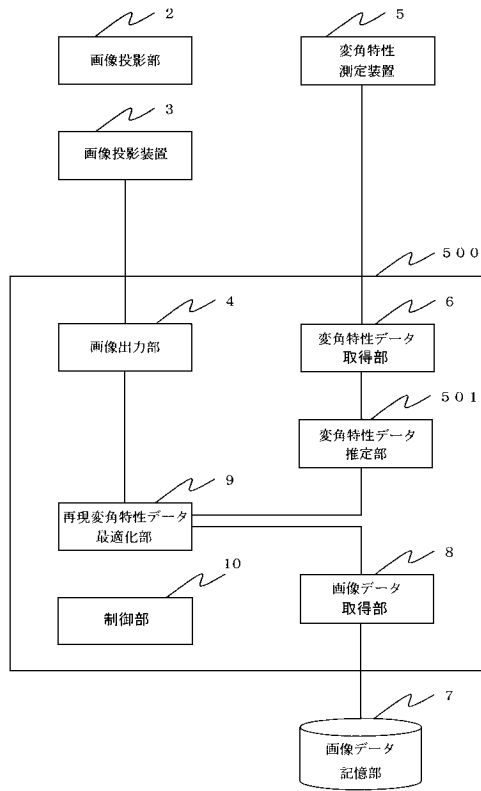 2
画像投影部
5
変角特性
測定装置
3
画像投影装置
500
4
画像出力部
6
変角特性データ
取得部
501
変角特性データ
推定部
9
再現変角特性データ
最適化部
8
画像データ
取得部
10
制御部
7
画像データ
記憶部